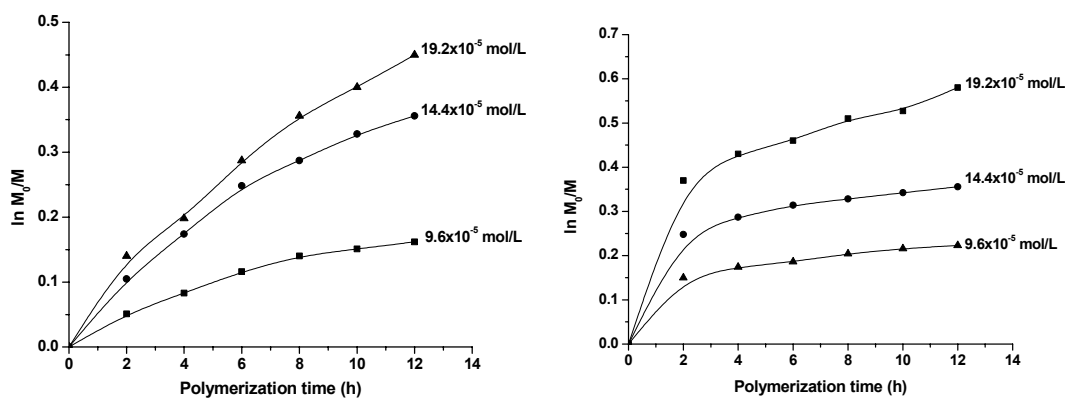 0.5
19.2x10⁻⁵ mol/L
0.4
14.4x10⁻⁵ mol/L
0.3
ln M₀/M
0.2
9.6x10⁻⁵ mol/L
0.1
0.0
0 2 4 6 8 10 12 14
Polymerization time (h)
0.7
0.6
19.2x10⁻⁵ mol/L
0.5
0.4
14.4x10⁻⁵ mol/L
ln M₀/M
0.3
9.6x10⁻⁵ mol/L
0.2
0.1
0.0
0 2 4 6 8 10 12 14
Polymerization time (h)